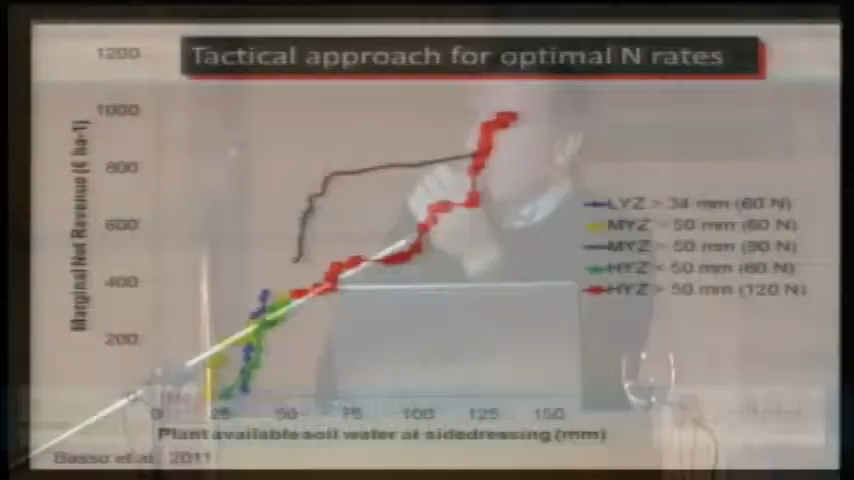 Tactical approach for optimal N rates
1200
1000
800
600
400
200
0
Marginal Net Revenue (€ ha-1)
LYZ > 34 mm (60 N)
MYZ < 50 mm (60 N)
MYZ > 50 mm (90 N)
HYZ < 50 mm (60 N)
HYZ > 50 mm (120 N)
0 25 50 75 100 125 150
Plant available soil water at sidedressing (mm)
Basso et al. 2011